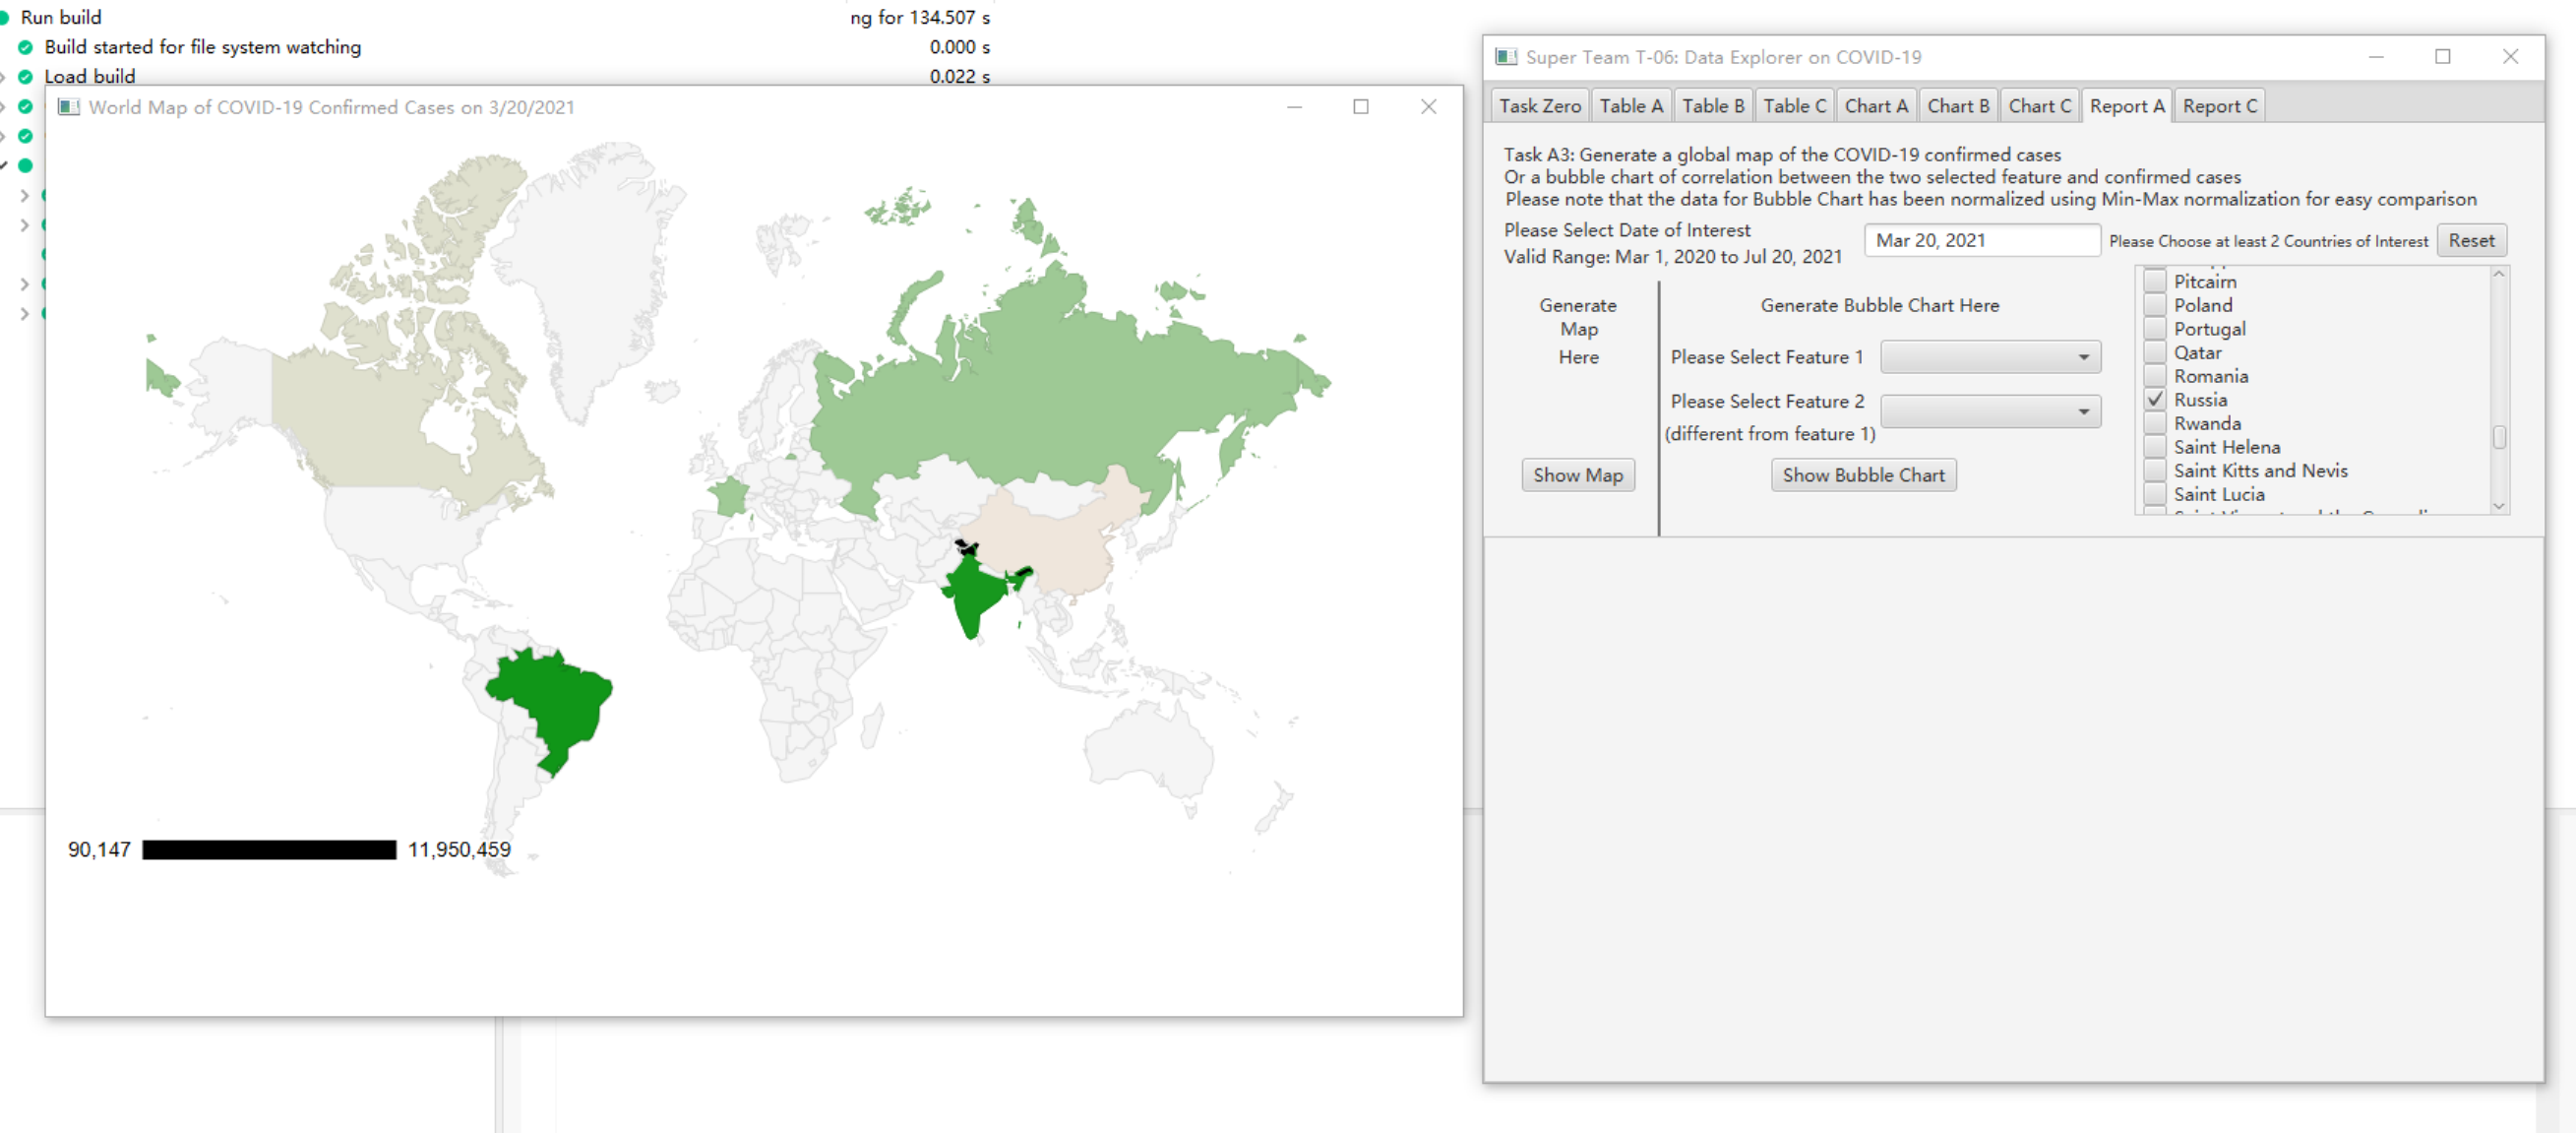 Run build
ng for 134.507 s
Build started for file system watching
0.000 s
Load build
0.022 s
World Map of COVID-19 Confirmed Cases on 3/20/2021
90,147
11,950,459
Super Team T-06: Data Explorer on COVID-19
Task Zero
Table A
Table B
Table C
Chart A
Chart B
Chart C
Report A
Report C
Task A3: Generate a global map of the COVID-19 confirmed cases
Or a bubble chart of correlation between the two selected feature and confirmed cases
Please note that the data for Bubble Chart has been normalized using Min-Max normalization for easy comparison
Please Select Date of Interest
Valid Range: Mar 1, 2020 to Jul 20, 2021
Mar 20, 2021
Please Choose at least 2 Countries of Interest
Reset
Generate
Map
Here
Show Map
Generate Bubble Chart Here
Please Select Feature 1
Please Select Feature 2
(different from feature 1)
Show Bubble Chart
Pitcairn
Poland
Portugal
Qatar
Romania
Russia
Rwanda
Saint Helena
Saint Kitts and Nevis
Saint Lucia